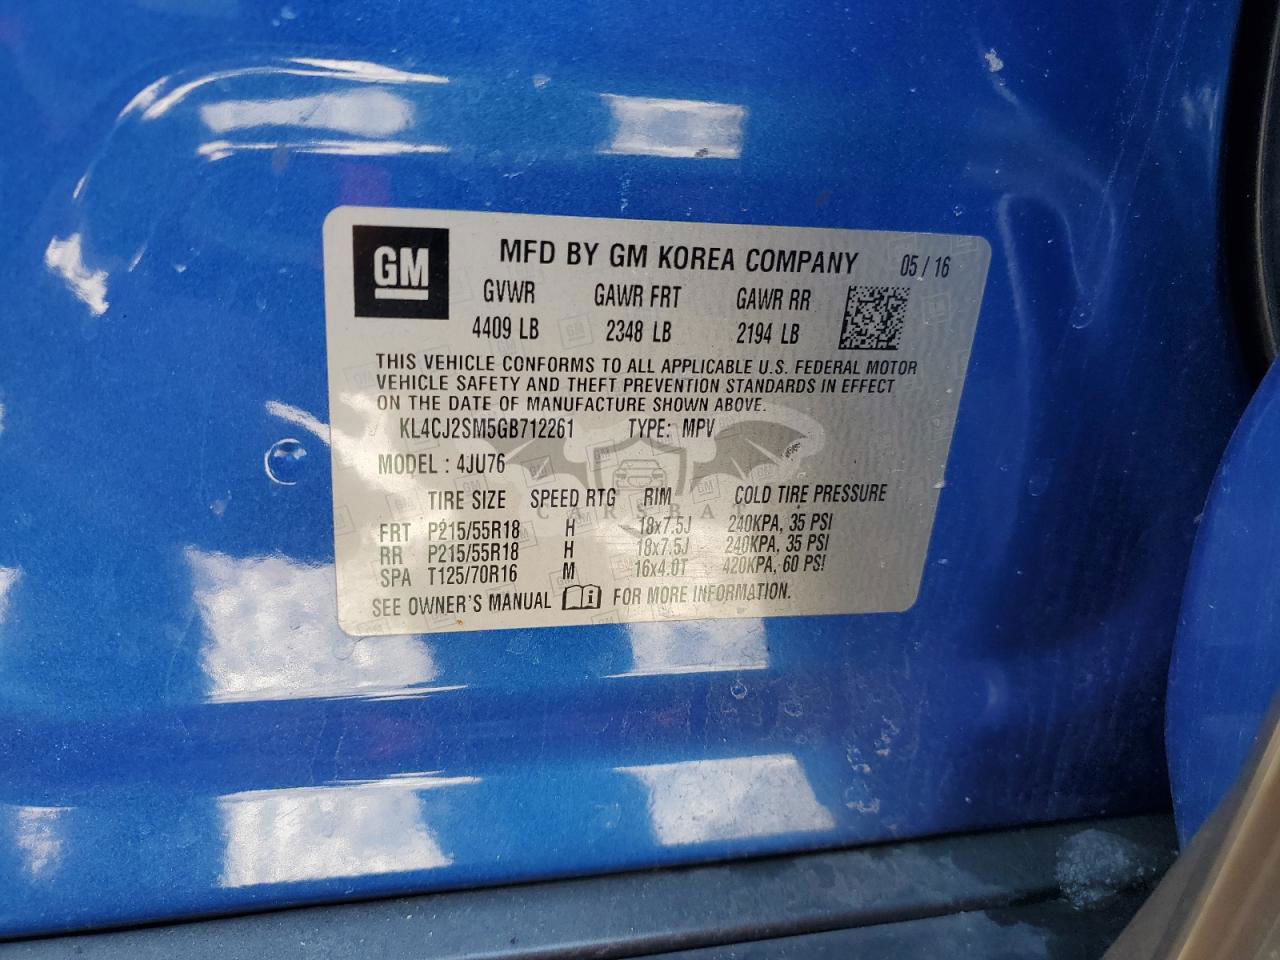 GM
MFD BY GM KOREA COMPANY 05 / 16
GVWR GAWR FRT GAWR RR
4409 LB 2348 LB 2194 LB
THIS VEHICLE CONFORMS TO ALL APPLICABLE U.S. FEDERAL MOTOR
VEHICLE SAFETY AND THEFT PREVENTION STANDARDS IN EFFECT
ON THE DATE OF MANUFACTURE SHOWN ABOVE.
KL4CJ2SM5GB712261 TYPE: MPV
MODEL : 4JU76
TIRE SIZE SPEED RTG RIM COLD TIRE PRESSURE
CARSBAT
FRT P215/55R18 H 18x7.5J 240KPA, 35 PSI
RR P215/55R18 H 18x7.5J 240KPA, 35 PSI
SPA T125/70R16 M 16x4.0T 420KPA, 60 PSI
SEE OWNER'S MANUAL i FOR MORE INFORMATION.